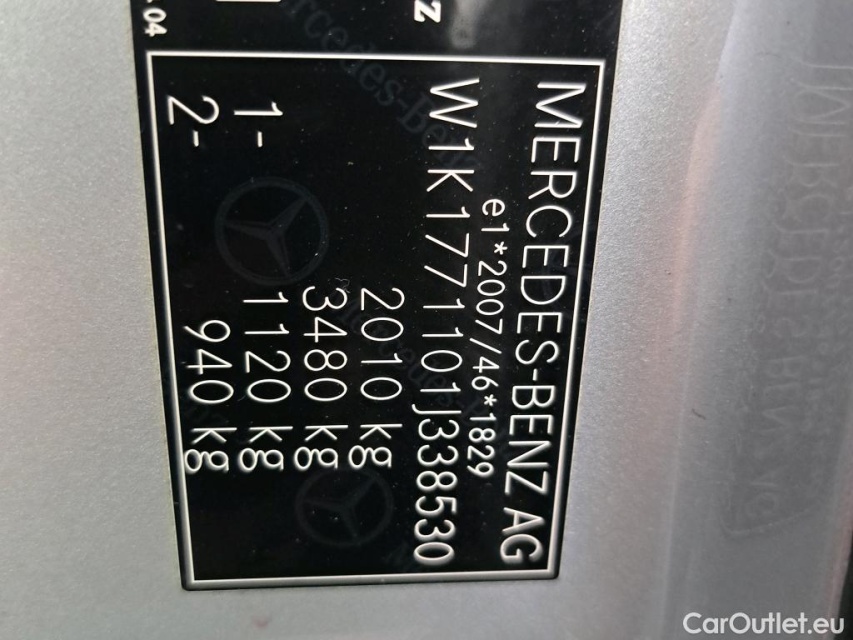 .04
z
MERCEDES-BENZ AG
e1*2007/46*1829
W1K1771101J338530
2010 kg
3480 kg
1- 1120 kg
2- 940 kg
CarOutlet.eu